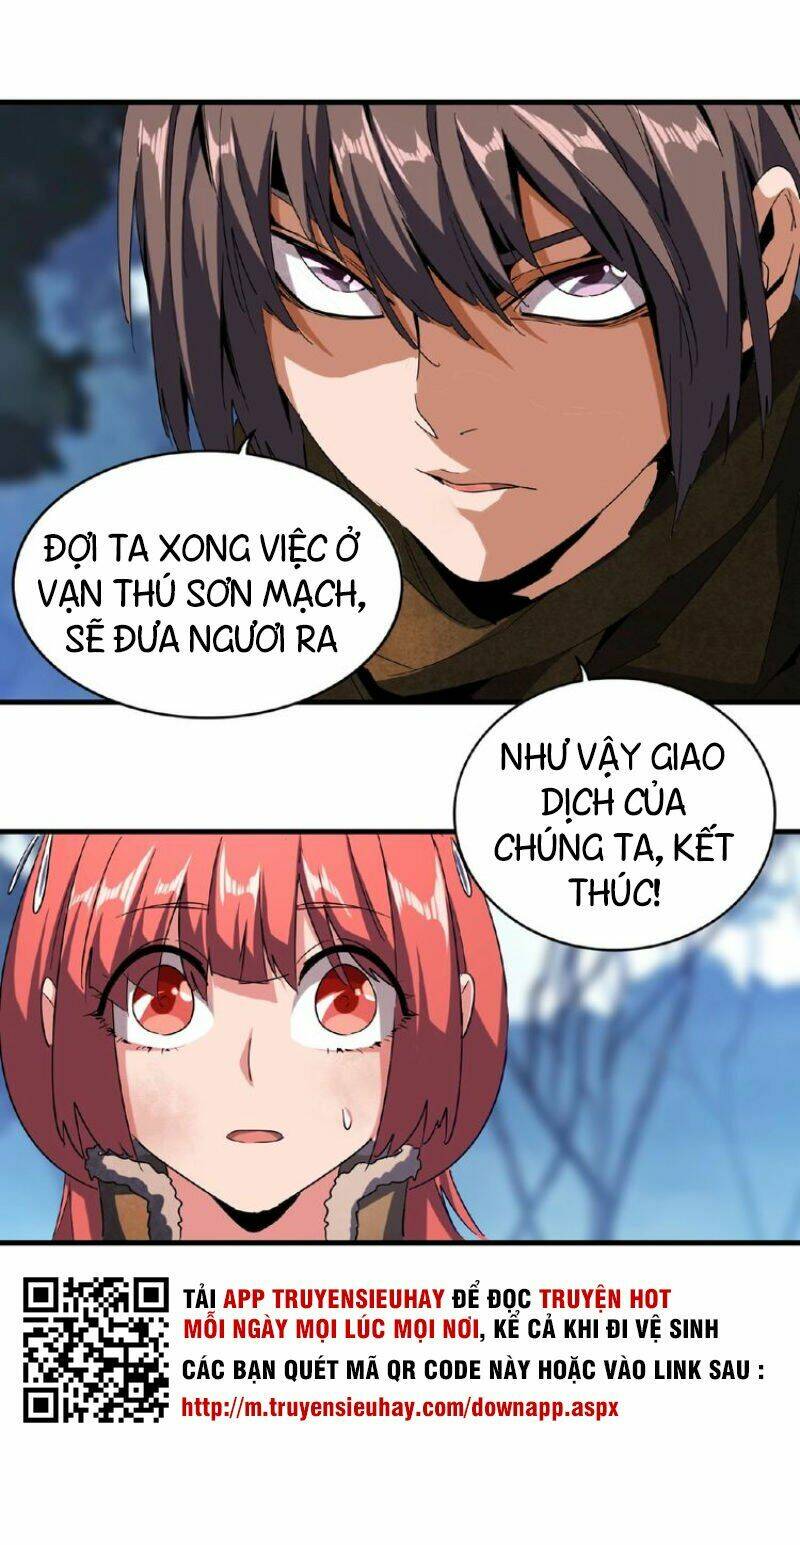 ĐỢI TA XONG VIỆC Ở
VẠN THÚ SƠN MẠCH,
SẼ ĐƯA NGƯƠI RA
NHƯ VẬY GIAO
DỊCH CỦA
CHÚNG TA, KẾT
THÚC!
TẢI APP TRUYENSIEUHAY ĐỂ ĐỌC TRUYỆN HOT
MỖI NGÀY MỌI LÚC MỌI NƠI, KỂ CẢ KHI ĐI VỆ SINH
CÁC BẠN QUÉT MÃ QR CODE NÀY HOẶC VÀO LINK SAU :
http://m.truyensieuhay.com/downapp.aspx